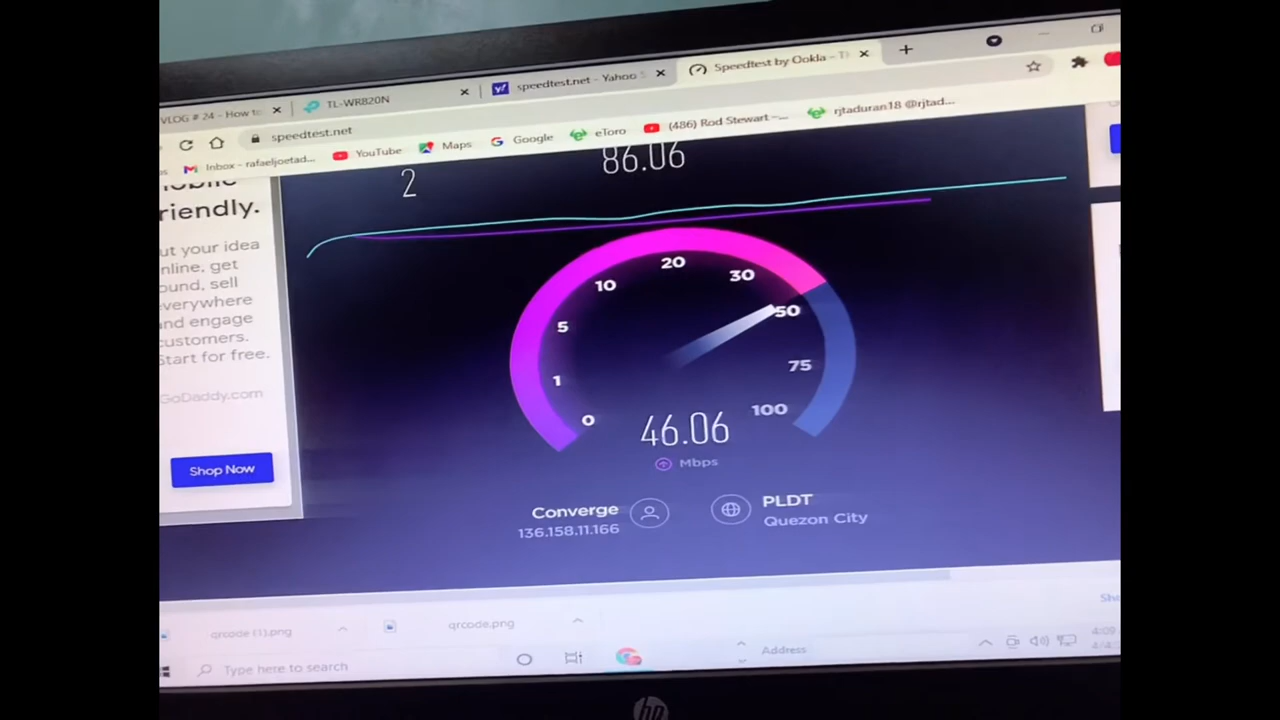 VLOG # 24 - How to
TL-WR820N
speedtest.net - Yahoo S
Speedtest by Ookla - T
speedtest.net
Inbox - rafaeljoetad...
YouTube
Maps
Google
eToro
(486) Rod Stewart -...
rjtaduran18 @rjtad...
riendly.
ut your idea
nline, get
ound, sell
everywhere
and engage
customers.
Start for free.
GoDaddy.com
Shop Now
2
86.06
0
1
5
10
20
30
50
75
100
46.06
Mbps
Converge
136.158.11.166
PLDT
Quezon City
qrcode (1).png
qrcode.png
Type here to search
Address
hp